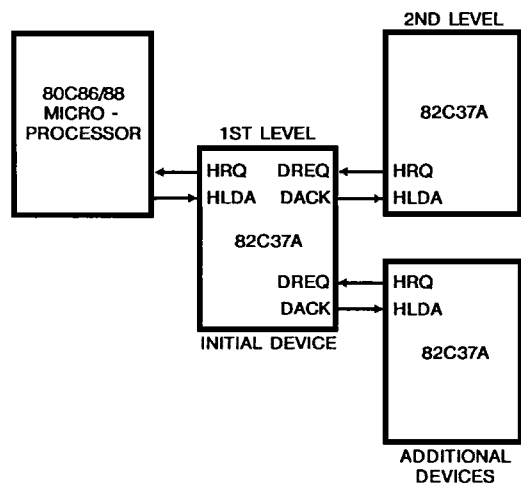 2ND LEVEL
80C86/88
MICRO -
PROCESSOR
82C37A
1ST LEVEL
HRQ DREQ
HLDA DACK
HRQ
HLDA
82C37A
DREQ
DACK
HRQ
HLDA
82C37A
INITIAL DEVICE
ADDITIONAL
DEVICES